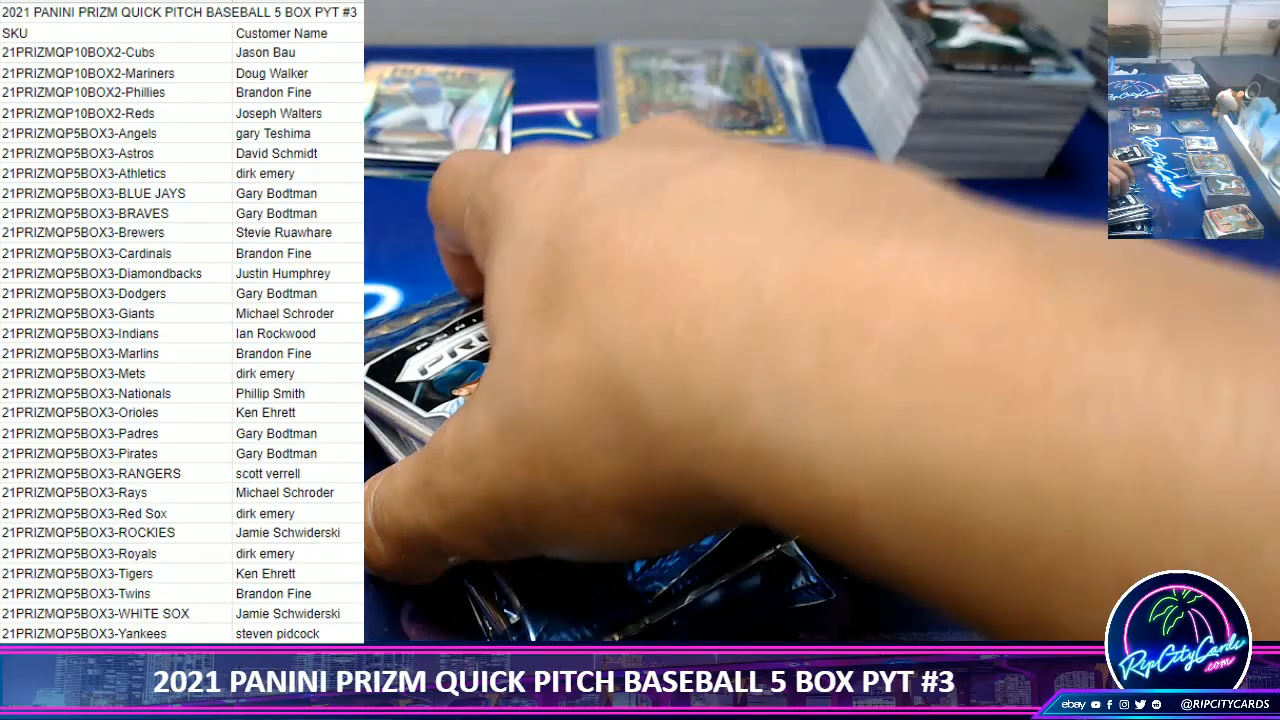 2021 PANINI PRIZM QUICK PITCH BASEBALL 5 BOX PYT #3
SKU Customer Name
21PRIZMQP10BOX2-Cubs Jason Bau
21PRIZMQP10BOX2-Mariners Doug Walker
21PRIZMQP10BOX2-Phillies Brandon Fine
21PRIZMQP10BOX2-Reds Joseph Walters
21PRIZMQP5BOX3-Angels gary Teshima
21PRIZMQP5BOX3-Astros David Schmidt
21PRIZMQP5BOX3-Athletics dirk emery
21PRIZMQP5BOX3-BLUE JAYS Gary Bodtman
21PRIZMQP5BOX3-BRAVES Gary Bodtman
21PRIZMQP5BOX3-Brewers Stevie Ruawhare
21PRIZMQP5BOX3-Cardinals Brandon Fine
21PRIZMQP5BOX3-Diamondbacks Justin Humphrey
21PRIZMQP5BOX3-Dodgers Gary Bodtman
21PRIZMQP5BOX3-Giants Michael Schroder
21PRIZMQP5BOX3-Indians Ian Rockwood
21PRIZMQP5BOX3-Marlins Brandon Fine
21PRIZMQP5BOX3-Mets dirk emery
21PRIZMQP5BOX3-Nationals Phillip Smith
21PRIZMQP5BOX3-Orioles Ken Ehrett
21PRIZMQP5BOX3-Padres Gary Bodtman
21PRIZMQP5BOX3-Pirates Gary Bodtman
21PRIZMQP5BOX3-RANGERS scott verrell
21PRIZMQP5BOX3-Rays Michael Schroder
21PRIZMQP5BOX3-Red Sox dirk emery
21PRIZMQP5BOX3-ROCKIES Jamie Schwiderski
21PRIZMQP5BOX3-Royals dirk emery
21PRIZMQP5BOX3-Tigers Ken Ehrett
21PRIZMQP5BOX3-Twins Brandon Fine
21PRIZMQP5BOX3-WHITE SOX Jamie Schwiderski
21PRIZMQP5BOX3-Yankees steven pidcock
2021 PANINI PRIZM QUICK PITCH BASEBALL 5 BOX PYT #3
RipCityCards
.com
ebay @RIPCITYCARDS